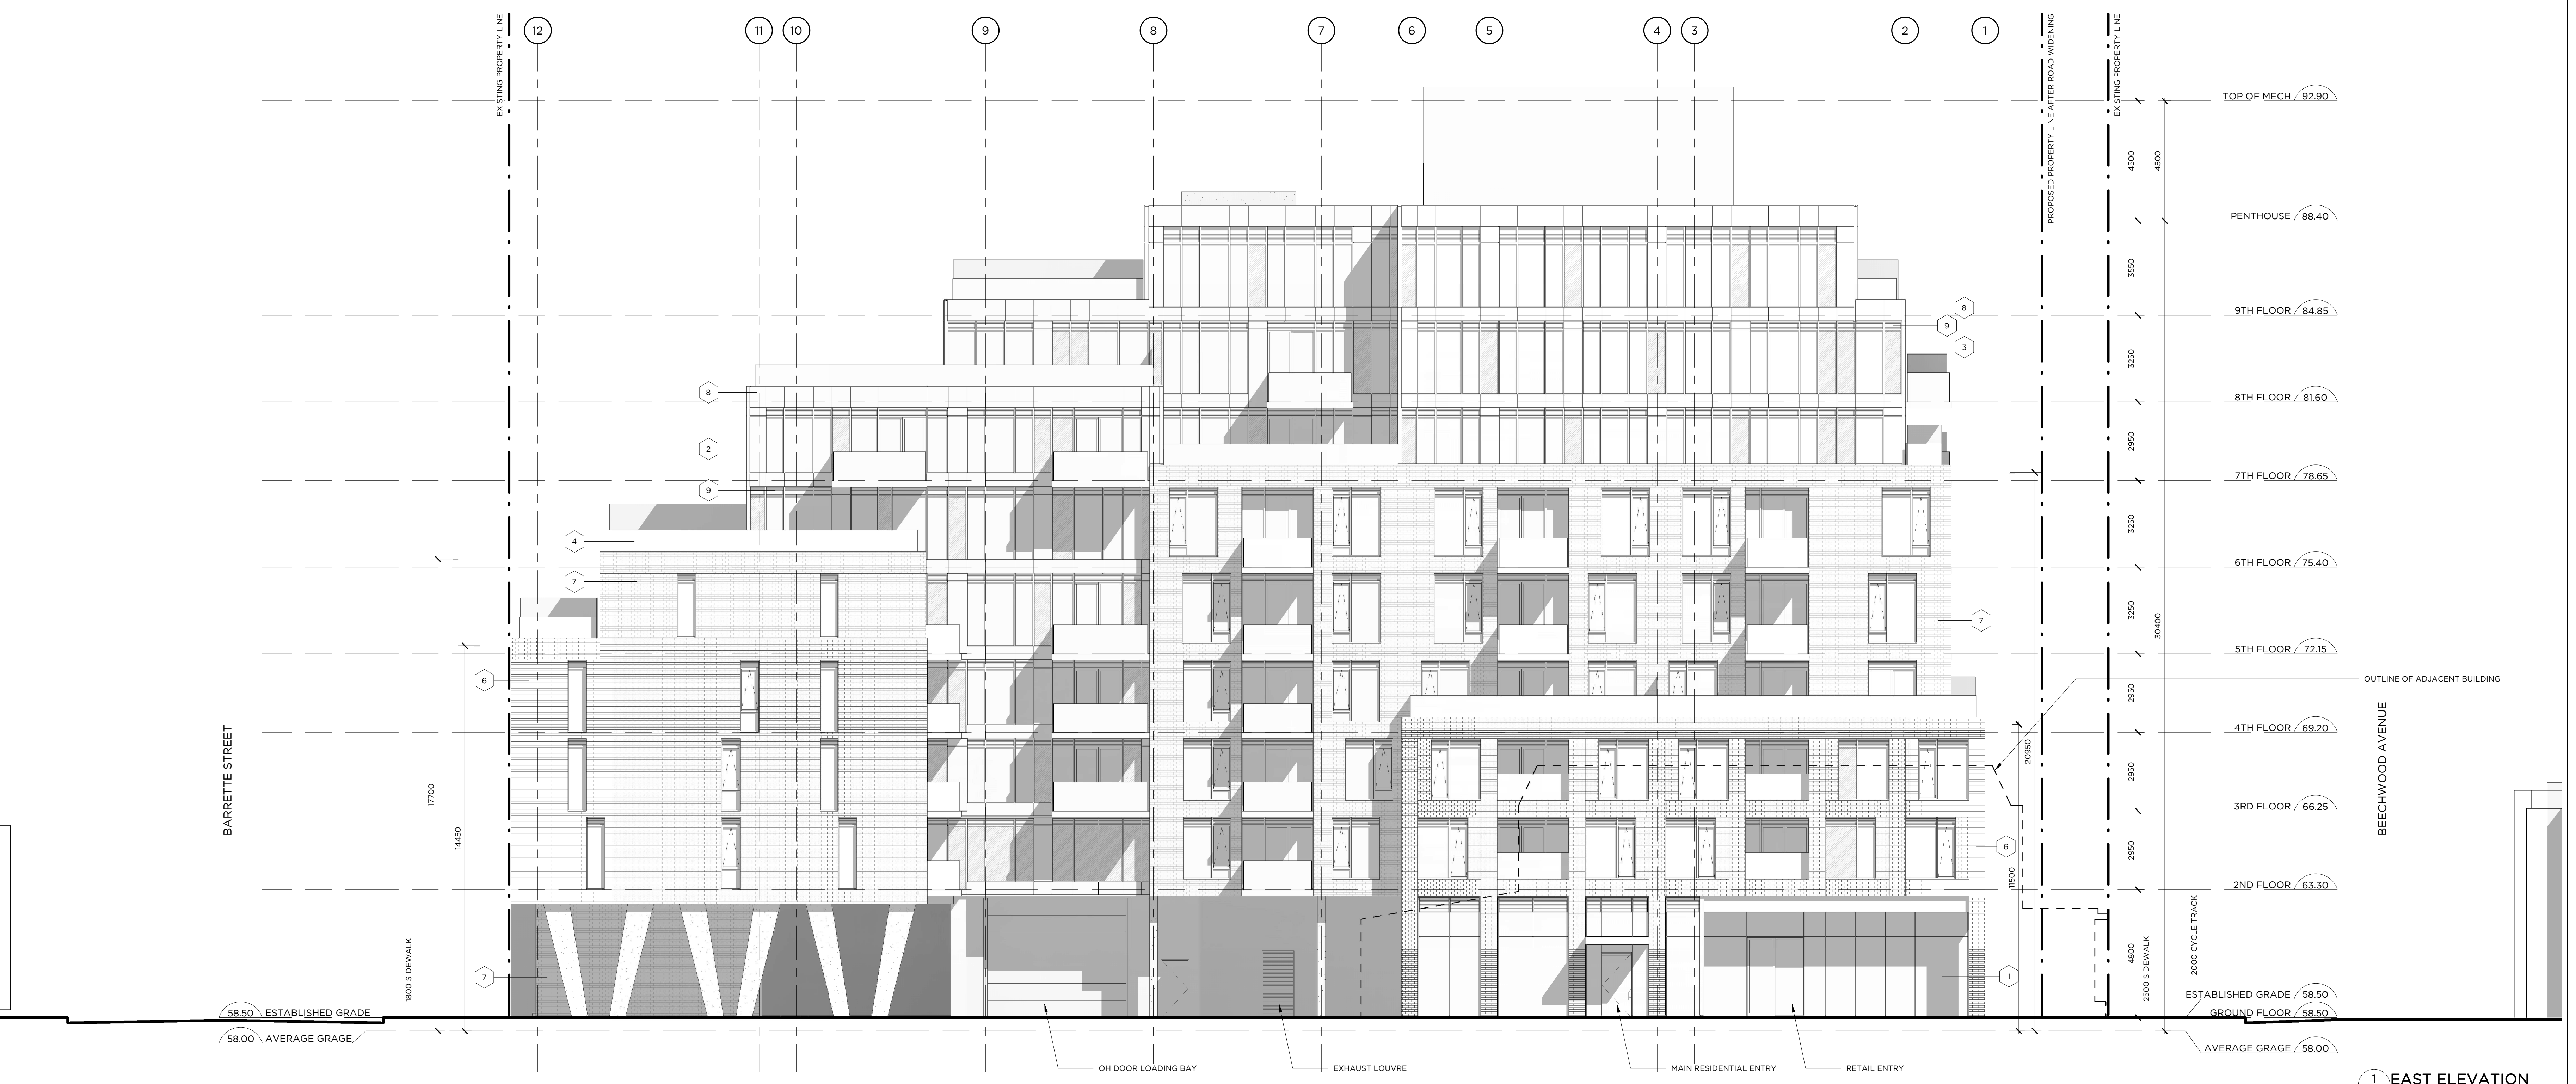 EXISTING PROPERTY LINE
12
11
10
9
8
7
6
5
4
3
2
1
PROPOSED PROPERTY LINE AFTER ROAD WIDENING
EXISTING PROPERTY LINE
TOP OF MECH 92.90
4500
4500
PENTHOUSE 88.40
3550
8
9TH FLOOR 84.85
9
3
3250
8
8TH FLOOR 81.60
2
2950
9
7TH FLOOR 78.65
4
3250
7
6TH FLOOR 75.40
3250
7
30400
5TH FLOOR 72.15
6
OUTLINE OF ADJACENT BUILDING
2950
BARRETTE STREET
BEECHWOOD AVENUE
4TH FLOOR 69.20
20950
17700
2950
3RD FLOOR 66.25
14450
2950
6
11500
2ND FLOOR 63.30
1800 SIDEWALK
4800
2500 SIDEWALK
2000 CYCLE TRACK
7
1
ESTABLISHED GRADE 58.50
58.50 ESTABLISHED GRADE
GROUND FLOOR 58.50
58.00 AVERAGE GRAGE
AVERAGE GRAGE 58.00
OH DOOR LOADING BAY
EXHAUST LOUVRE
MAIN RESIDENTIAL ENTRY
RETAIL ENTRY
1 EAST ELEVATION